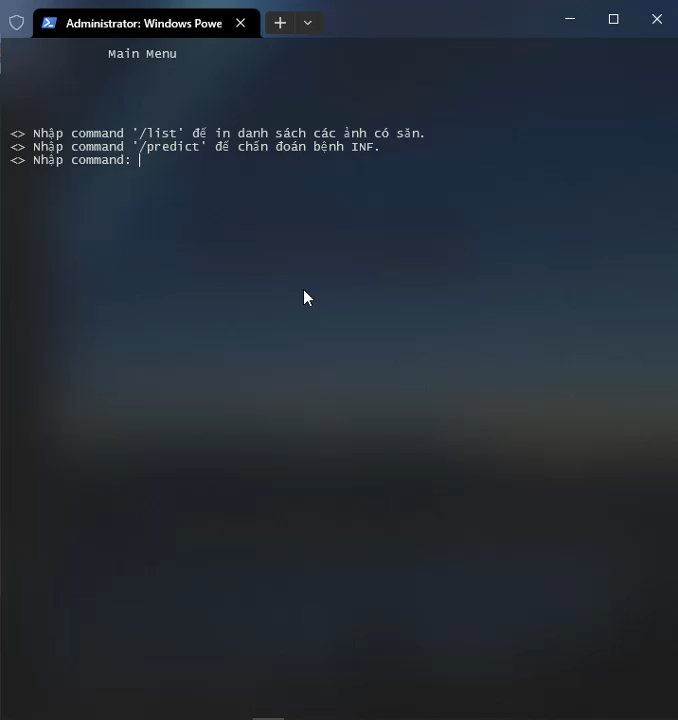 Administrator: Windows Powe
Main Menu
<> Nhập command '/list' để in danh sách các ảnh có sẵn.
<> Nhập command '/predict' để chẩn đoán bệnh INF.
<> Nhập command: